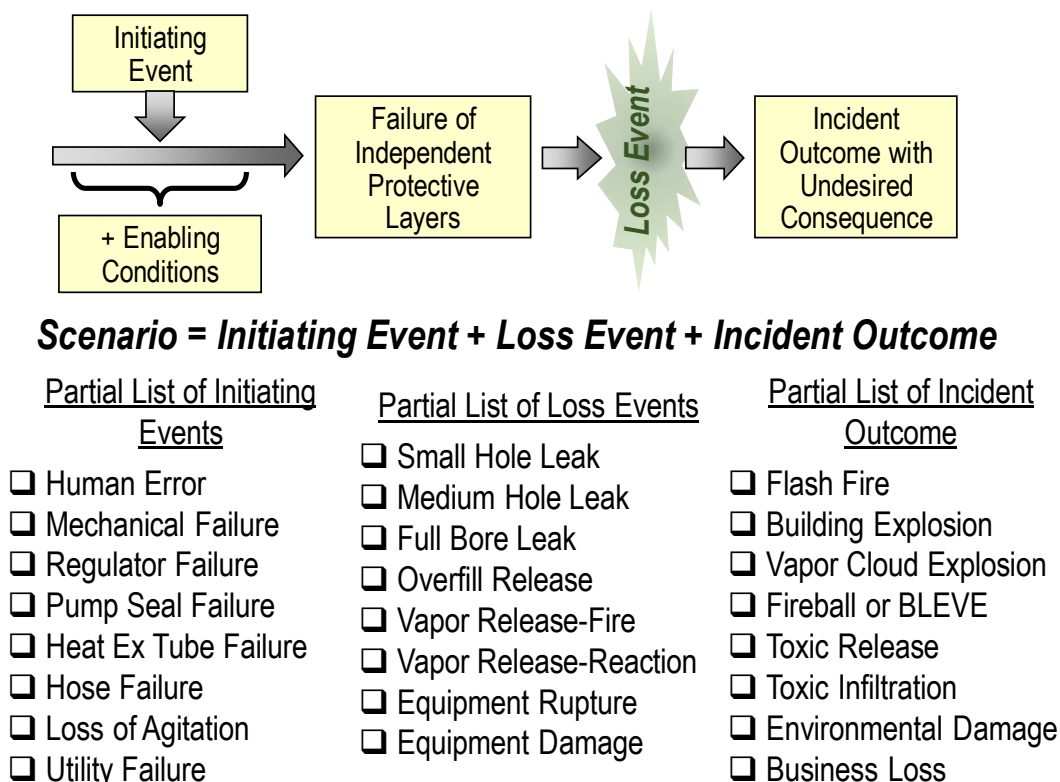 Initiating
Event
+ Enabling
Conditions
Failure of
Independent
Protective
Layers
Loss Event
Incident
Outcome with
Undesired
Consequence
Scenario = Initiating Event + Loss Event + Incident Outcome
Partial List of Initiating
Events
❑ Human Error
❑ Mechanical Failure
❑ Regulator Failure
❑ Pump Seal Failure
❑ Heat Ex Tube Failure
❑ Hose Failure
❑ Loss of Agitation
❑ Utility Failure
Partial List of Loss Events
❑ Small Hole Leak
❑ Medium Hole Leak
❑ Full Bore Leak
❑ Overfill Release
❑ Vapor Release-Fire
❑ Vapor Release-Reaction
❑ Equipment Rupture
❑ Equipment Damage
Partial List of Incident
Outcome
❑ Flash Fire
❑ Building Explosion
❑ Vapor Cloud Explosion
❑ Fireball or BLEVE
❑ Toxic Release
❑ Toxic Infiltration
❑ Environmental Damage
❑ Business Loss